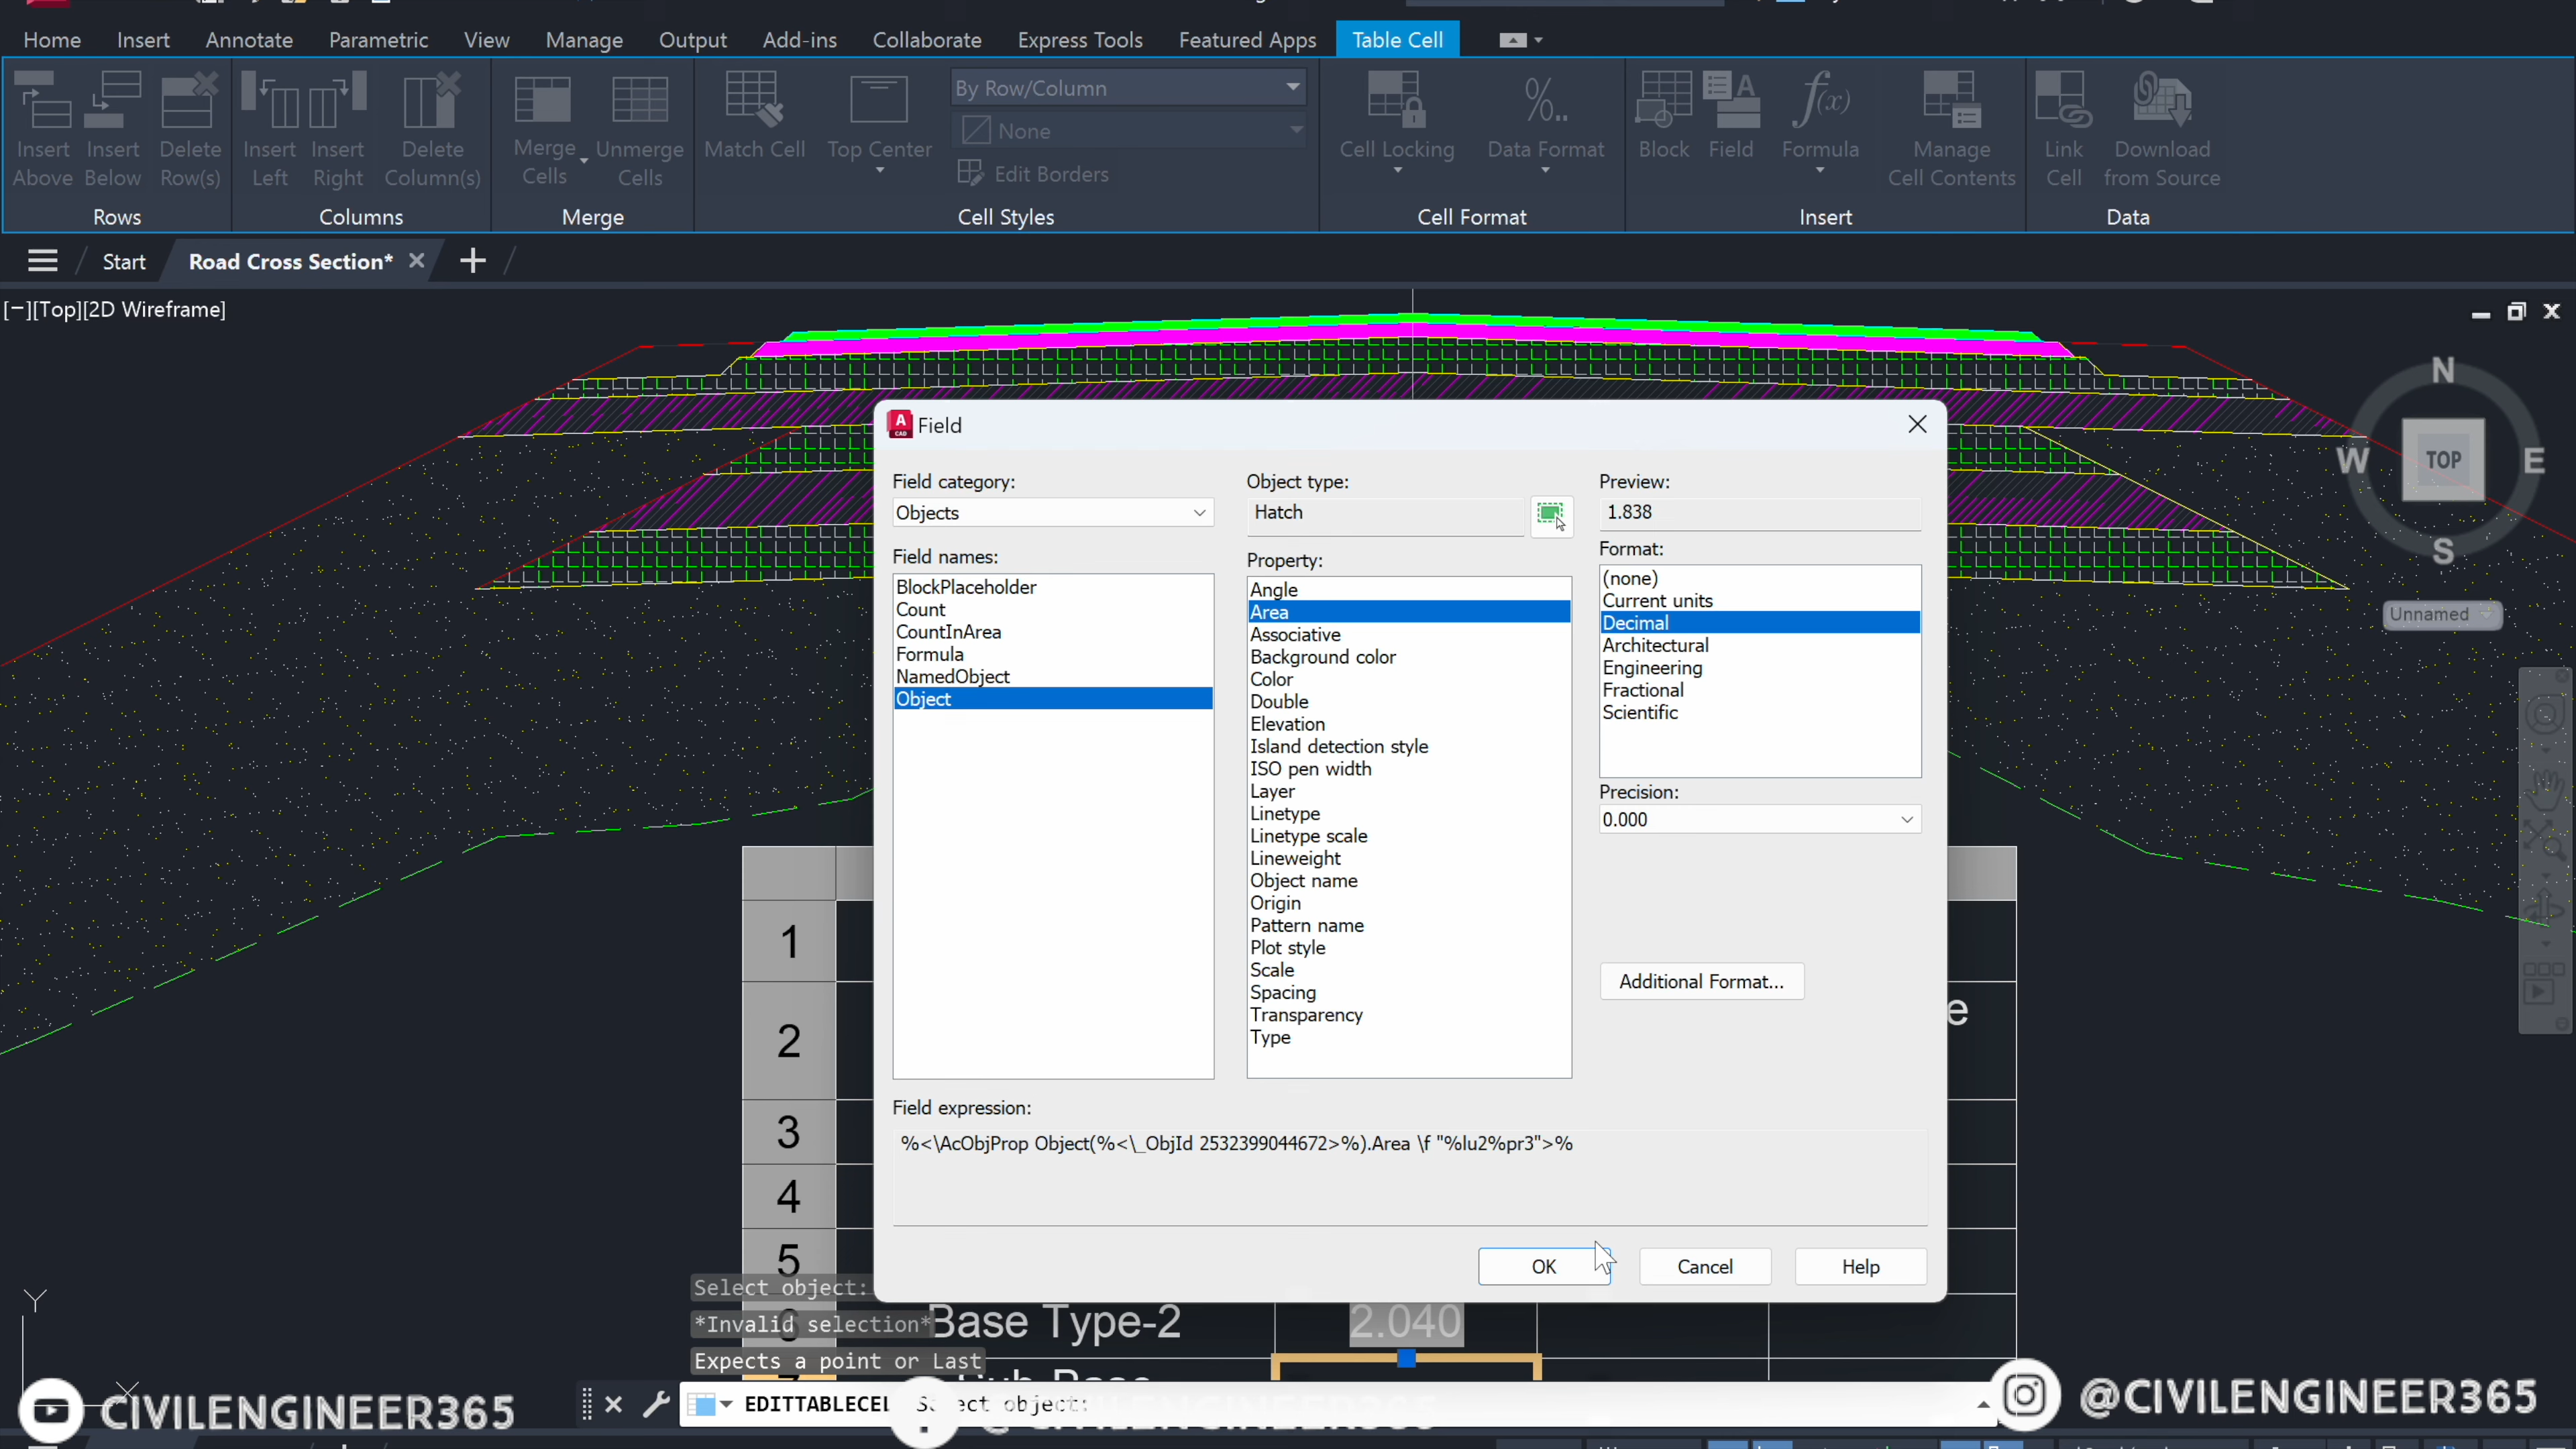 Home Insert Annotate Parametric View Manage Output Add-ins Collaborate Express Tools Featured Apps Table Cell
By Row/Column
None
Edit Borders
Insert Above
Insert Below
Delete Row(s)
Insert Left
Insert Right
Delete Column(s)
Merge Cells
Unmerge Cells
Match Cell
Top Center
Cell Locking
Data Format
Block
Field
Formula
Manage Cell Contents
Link Cell
Download from Source
Rows Columns Merge Cell Styles Cell Format Insert Data
Start Road Cross Section*
[−][Top][2D Wireframe]
N
W TOP E
S
Unnamed
Field
Field category:
Objects
Field names:
BlockPlaceholder
Count
CountInArea
Formula
NamedObject
Object
Object type:
Hatch
Property:
Angle
Area
Associative
Background color
Color
Double
Elevation
Island detection style
ISO pen width
Layer
Linetype
Linetype scale
Lineweight
Object name
Origin
Pattern name
Plot style
Scale
Spacing
Transparency
Type
Preview:
1.838
Format:
(none)
Current units
Decimal
Architectural
Engineering
Fractional
Scientific
Precision:
0.000
Additional Format...
Field expression:
%<\AcObjProp Object(%<\_ObjId 2532399044672>%).Area \f "%lu2%pr3">%
OK Cancel Help
1
2
e
3
4
5
Select object:
*Invalid selection*
Base Type-2 2.040
Expects a point or Last
EDITTABLECEL
object:
Y
X
CIVILENGINEER365
@CIVILENGINEER365